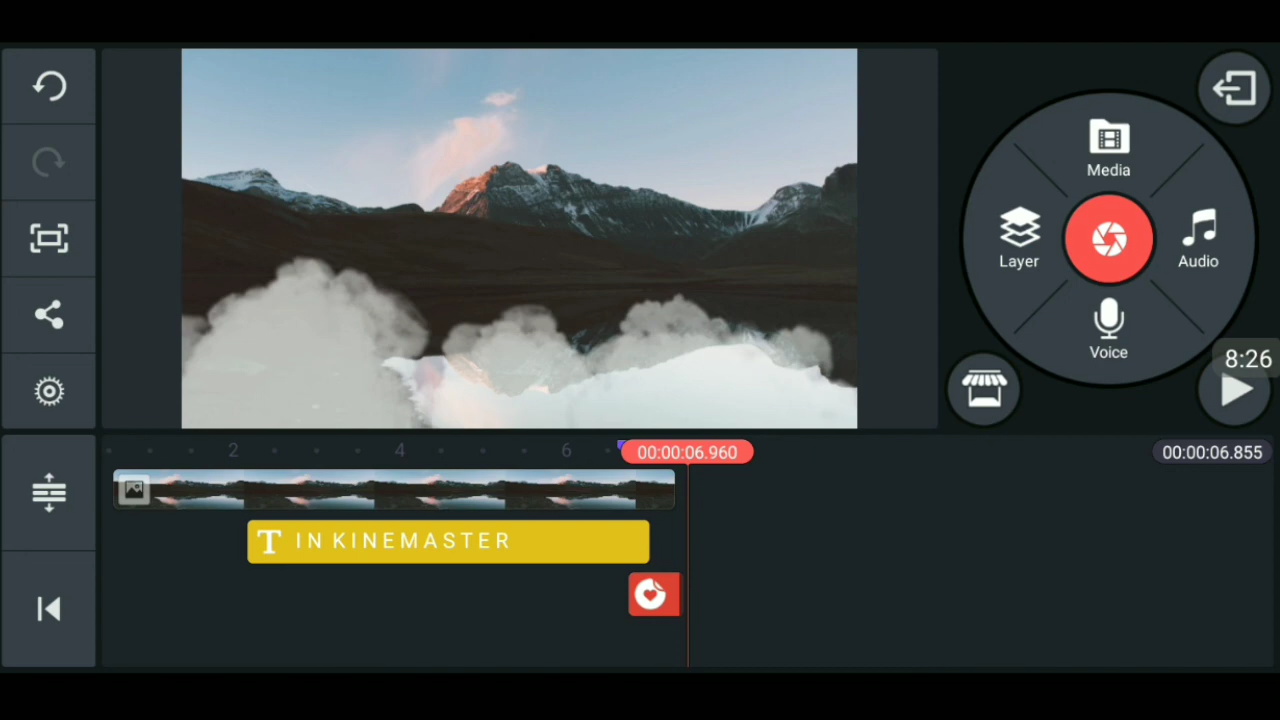 Media
Layer
Audio
Voice
8:26
2
4
6
00:00:06.960
00:00:06.855
T IN KINEMASTER